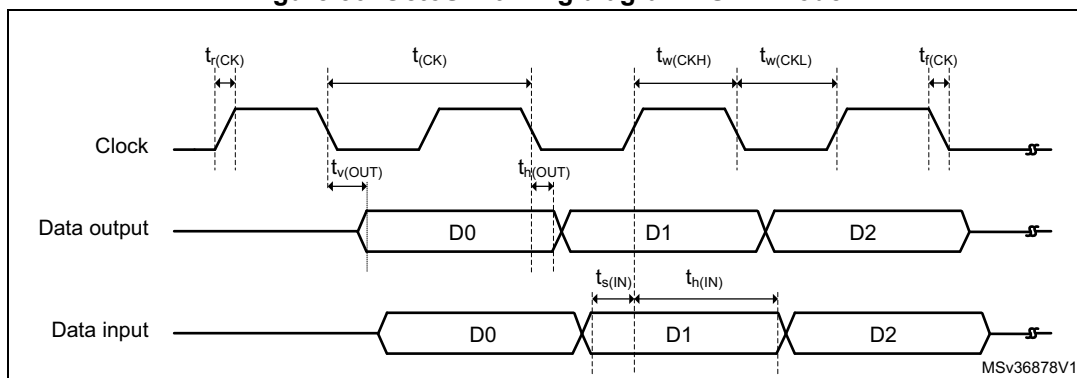 t_r(CK) t_(CK) t_w(CKH) t_w(CKL) t_f(CK)
Clock
t_v(OUT) t_h(OUT)
Data output D0 D1 D2
t_s(IN) t_h(IN)
Data input D0 D1 D2
MSv36878V1